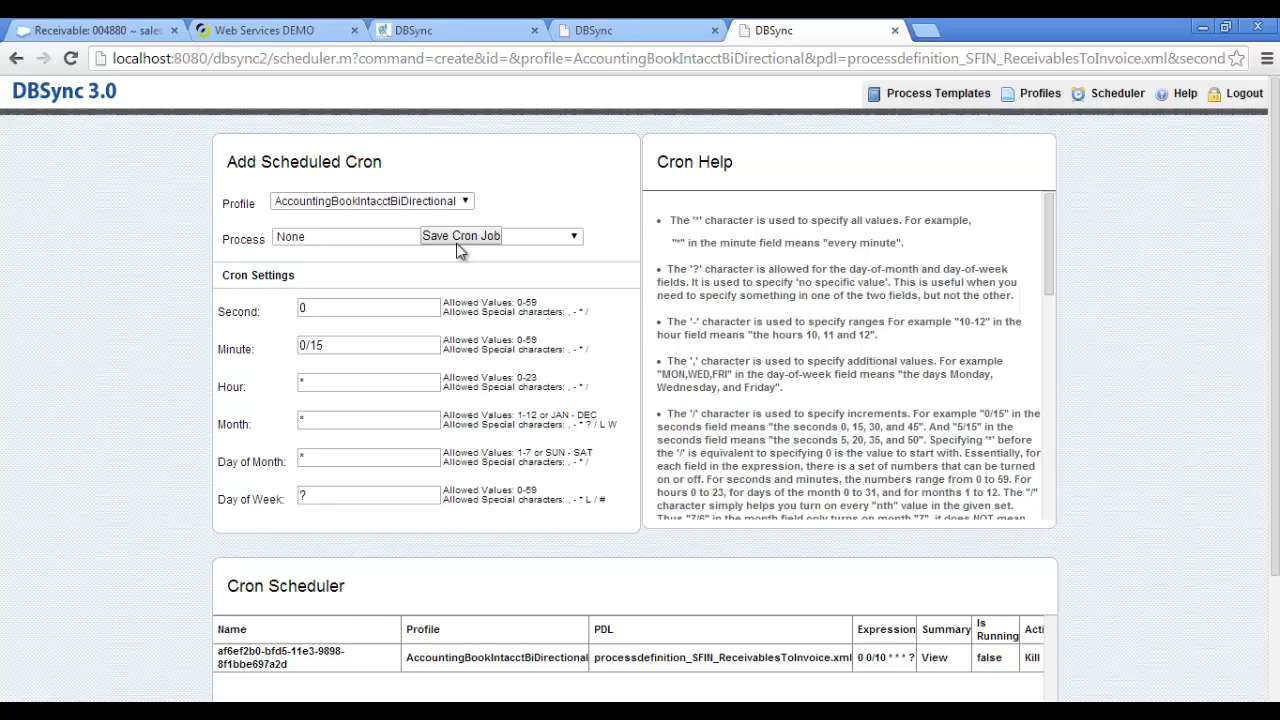 Receivable: 004880 ~ sales
Web Services DEMO
DBSync
DBSync
DBSync
localhost:8080/dbsync2/scheduler.m?command=create&id=&profile=AccountingBookIntacctBiDirectional&pdl=processdefinition_SFIN_ReceivablesToInvoice.xml&second
DBSync 3.0
Process Templates
Profiles
Scheduler
Help
Logout
Add Scheduled Cron
Profile
AccountingBookIntacctBiDirectional
Process
None
Save Cron Job
Cron Settings
Second:
0
Allowed Values: 0-59
Allowed Special characters: , - * /
Minute:
0/15
Allowed Values: 0-59
Allowed Special characters: , - * /
Hour:
*
Allowed Values: 0-23
Allowed Special characters: , - * /
Month:
*
Allowed Values: 1-12 or JAN - DEC
Allowed Special characters: , - * ? / L W
Day of Month:
*
Allowed Values: 1-7 or SUN - SAT
Allowed Special characters: , - * /
Day of Week:
?
Allowed Values: 0-59
Allowed Special characters: , - * L / #
Cron Help
• The '*' character is used to specify all values. For example,
"*" in the minute field means "every minute".
• The '?' character is allowed for the day-of-month and day-of-week
fields. It is used to specify 'no specific value'. This is useful when you
need to specify something in one of the two fields, but not the other.
• The '-' character is used to specify ranges For example "10-12" in the
hour field means "the hours 10, 11 and 12".
• The ',' character is used to specify additional values. For example
"MON,WED,FRI" in the day-of-week field means "the days Monday,
Wednesday, and Friday".
• The '/' character is used to specify increments. For example "0/15" in the
seconds field means "the seconds 0, 15, 30, and 45". And "5/15" in the
seconds field means "the seconds 5, 20, 35, and 50". Specifying '*' before
the '/' is equivalent to specifying 0 is the value to start with. Essentially, for
each field in the expression, there is a set of numbers that can be turned
on or off. For seconds and minutes, the numbers range from 0 to 59. For
hours 0 to 23, for days of the month 0 to 31, and for months 1 to 12. The "/"
character simply helps you turn on every "nth" value in the given set.
Thus "7/6" in the month field only turns on month "7", it does NOT mean
Cron Scheduler
Name
Profile
PDL
Expression
Summary
Is
Running
Acti
af6ef2b0-bfd5-11e3-9898-
8f1bbe697a2d
AccountingBookIntacctBiDirectional
processdefinition_SFIN_ReceivablesToInvoice.xml
0 0/10 * * * ?
View
false
Kill